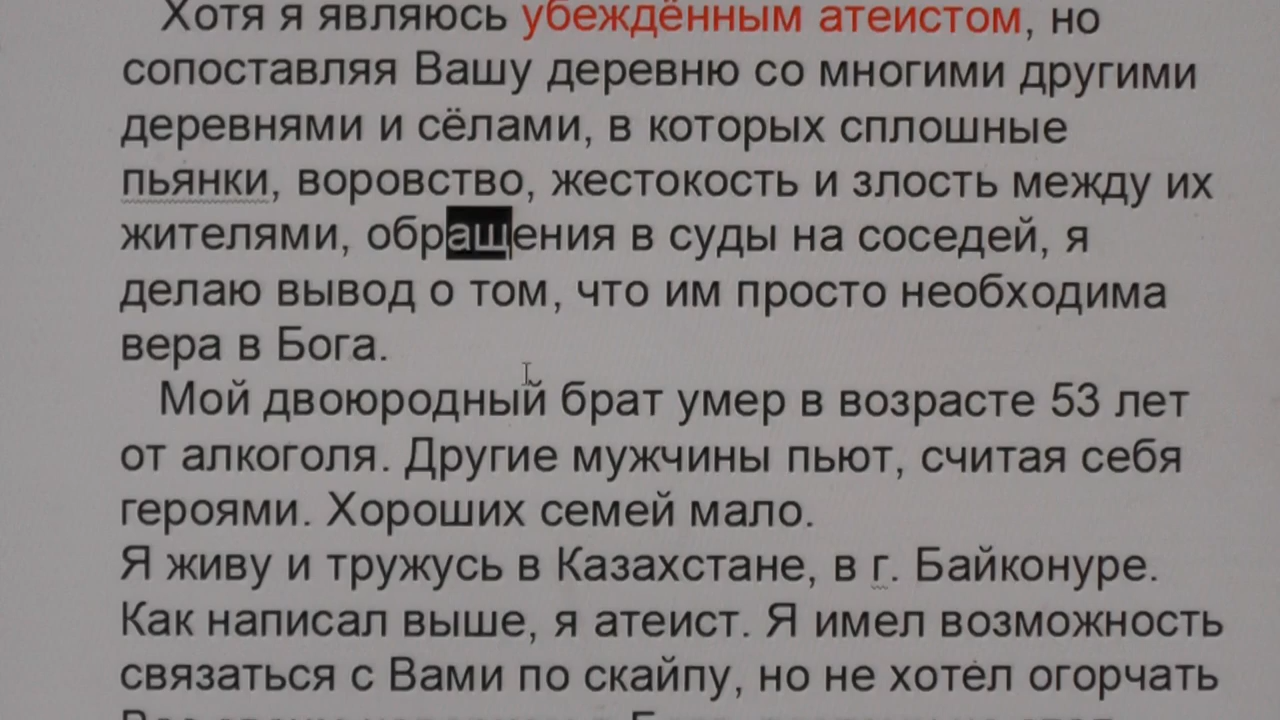 Хотя я являюсь убеждённым атеистом, но
сопоставляя Вашу деревню со многими другими
деревнями и сёлами, в которых сплошные
пьянки, воровство, жестокость и злость между их
жителями, обращения в суды на соседей, я
делаю вывод о том, что им просто необходима
вера в Бога.
Мой двоюродный брат умер в возрасте 53 лет
от алкоголя. Другие мужчины пьют, считая себя
героями. Хороших семей мало.
Я живу и тружусь в Казахстане, в г. Байконуре.
Как написал выше, я атеист. Я имел возможность
связаться с Вами по скайпу, но не хотел огорчать